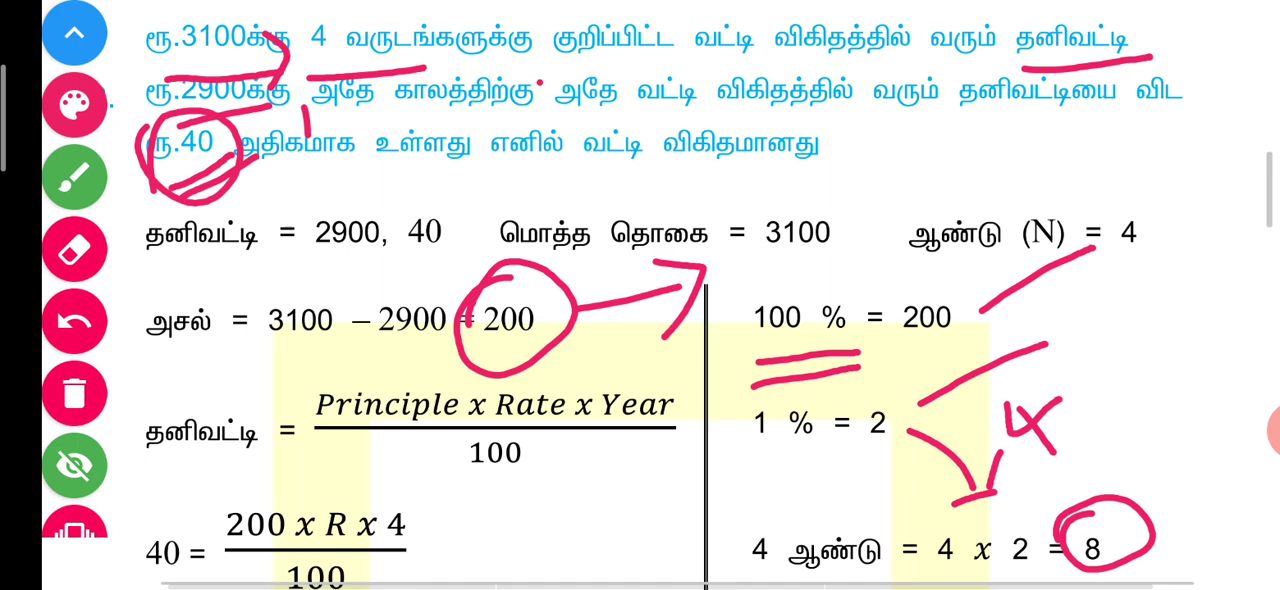 ரூ.3100க்கு 4 வருடங்களுக்கு குறிப்பிட்ட வட்டி விகிதத்தில் வரும் தனிவட்டி
ரூ.2900க்கு அதே காலத்திற்கு அதே வட்டி விகிதத்தில் வரும் தனிவட்டியை விட
ரூ.40 அதிகமாக உள்ளது எனில் வட்டி விகிதமானது
தனிவட்டி = 2900, 40 மொத்த தொகை = 3100 ஆண்டு (N) = 4
அசல் = 3100 – 2900 = 200
தனிவட்டி = Principle x Rate x Year
100
40 = 200 x R x 4
100
100 % = 200
1 % = 2
4
4 ஆண்டு = 4 x 2 = 8